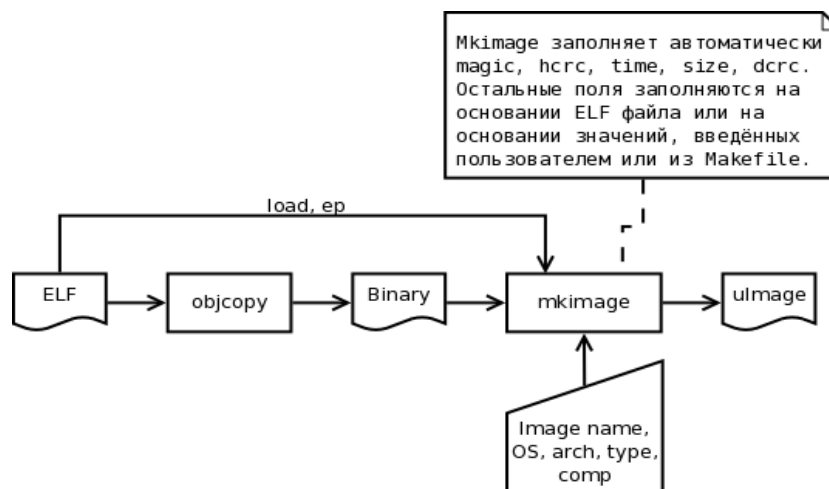 Mkimage заполняет автоматически
magic, hcrc, time, size, dcrc.
Остальные поля заполняются на
основании ELF файла или на
основании значений, введённых
пользователем или из Makefile.
load, ep
ELF
objcopy
Binary
mkimage
uImage
Image name,
OS, arch, type,
comp